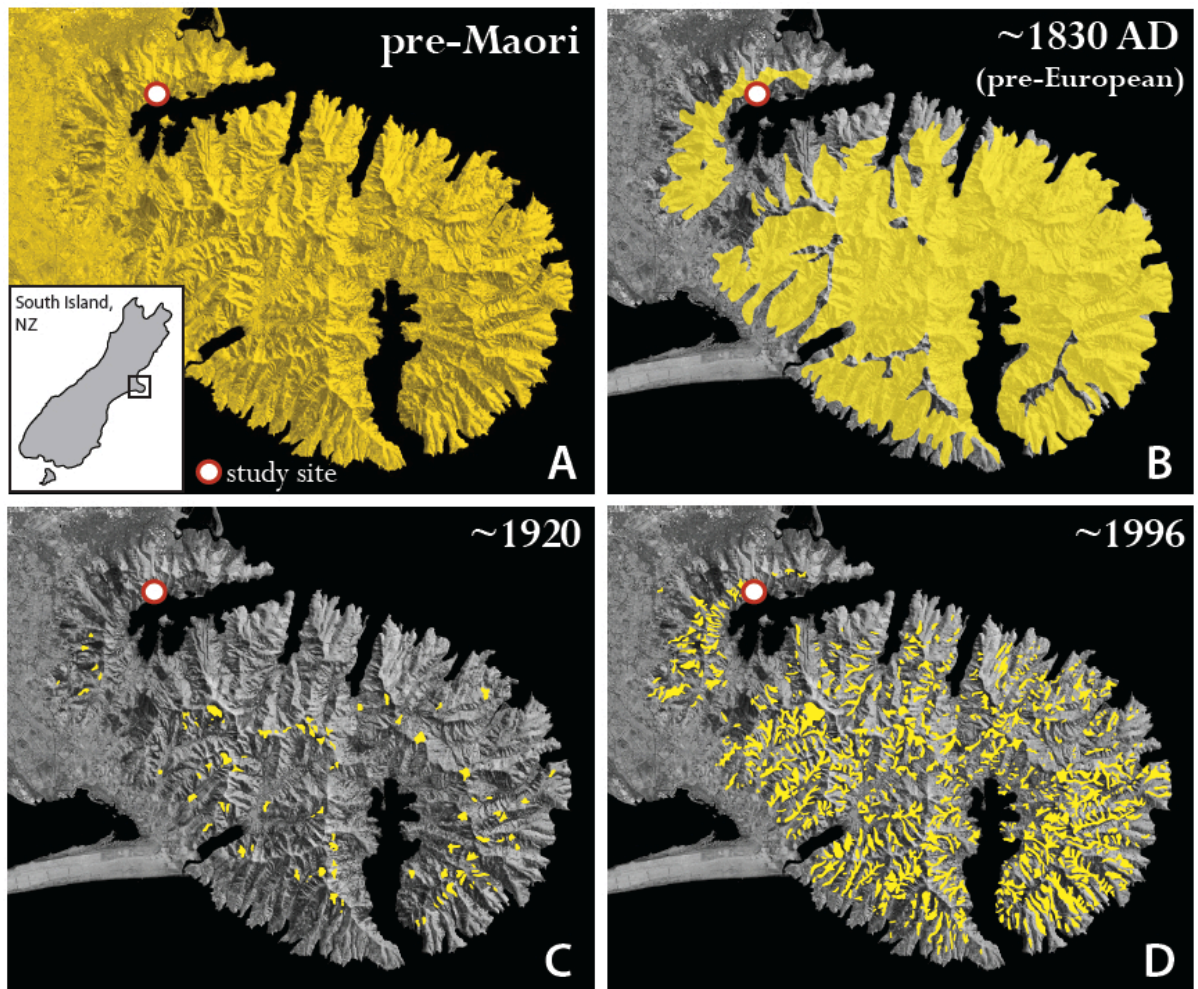 pre-Maori
South Island,
NZ
study site
A
~1830 AD
(pre-European)
B
~1920
C
~1996
D